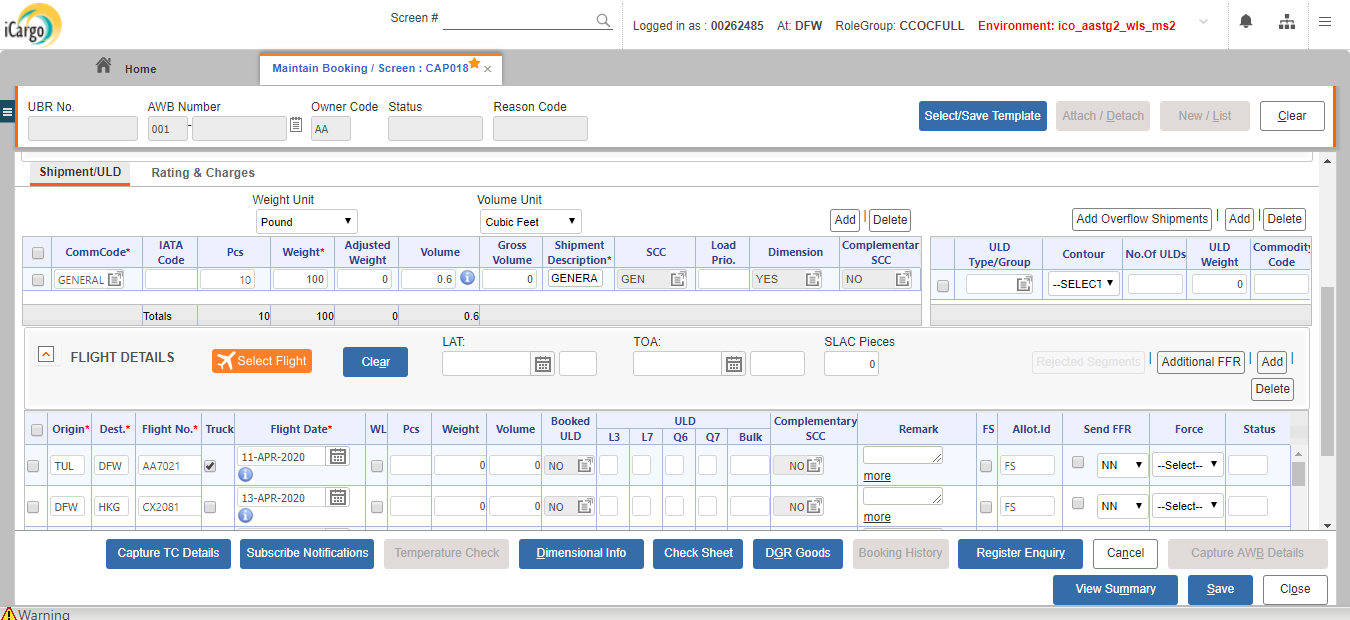 iCargo
Screen #
Logged in as : 00262485 At: DFW RoleGroup: CCOCFULL Environment: ico_aastg2_wls_ms2
Home
Maintain Booking / Screen : CAP018
UBR No. AWB Number Owner Code Status Reason Code
001 - AA
Select/Save Template Attach / Detach New / List Clear
Shipment/ULD Rating & Charges
Weight Unit Volume Unit
Pound Cubic Feet Add | Delete Add Overflow Shipments | Add | Delete
CommCode* IATA Code Pcs Weight* Adjusted Weight Volume Gross Volume Shipment Description* SCC Load Prio. Dimension Complementar SCC ULD Type/Group Contour No.Of ULDs ULD Weight Commodity Code
GENERAL 10 100 0 0.6 0 GENERA GEN YES NO --SELECT 0
Totals 10 100 0 0.6
FLIGHT DETAILS Select Flight Clear LAT: TOA: SLAC Pieces 0 Rejected Segments | Additional FFR | Add |
Delete
Origin* Dest.* Flight No.* Truck Flight Date* WL Pcs Weight Volume Booked ULD ULD L3 L7 Q6 Q7 Bulk Complementary SCC Remark FS Allot.Id Send FFR Force Status
TUL DFW AA7021 11-APR-2020 0 0 NO NO more FS NN --Select--
DFW HKG CX2081 13-APR-2020 0 0 NO NO more FS NN --Select--
Capture TC Details Subscribe Notifications Temperature Check Dimensional Info Check Sheet DGR Goods Booking History Register Enquiry Cancel Capture AWB Details
View Summary Save Close
Warning